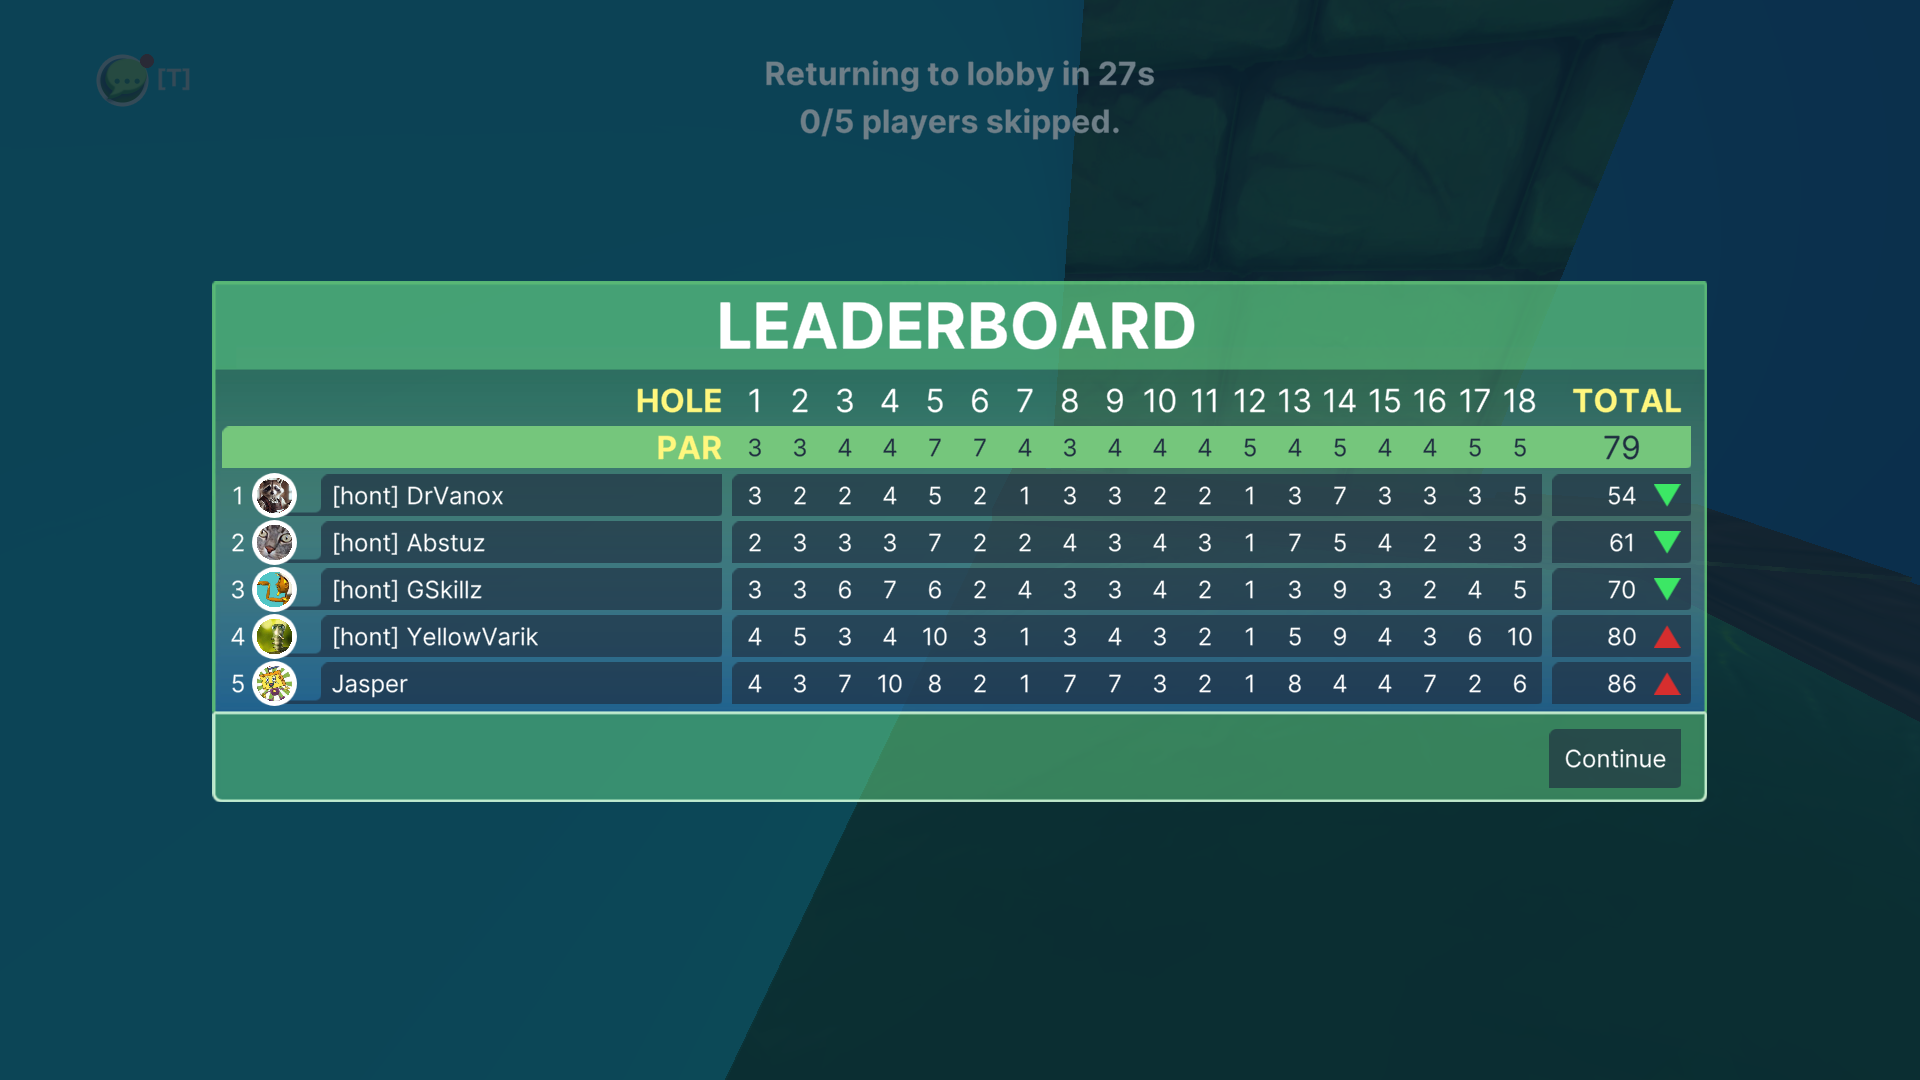 [T]
Returning to lobby in 27s
0/5 players skipped.
LEADERBOARD
HOLE 1 2 3 4 5 6 7 8 9 10 11 12 13 14 15 16 17 18 TOTAL
PAR 3 3 4 4 7 7 4 3 4 4 4 5 4 5 4 4 5 5 79
1 [hont] DrVanox 3 2 2 4 5 2 1 3 3 2 2 1 3 7 3 3 3 5 54
2 [hont] Abstuz 2 3 3 3 7 2 2 4 3 4 3 1 7 5 4 2 3 3 61
3 [hont] GSkillz 3 3 6 7 6 2 4 3 3 4 2 1 3 9 3 2 4 5 70
4 [hont] YellowVarik 4 5 3 4 10 3 1 3 4 3 2 1 5 9 4 3 6 10 80
5 Jasper 4 3 7 10 8 2 1 7 7 3 2 1 8 4 4 7 2 6 86
Continue